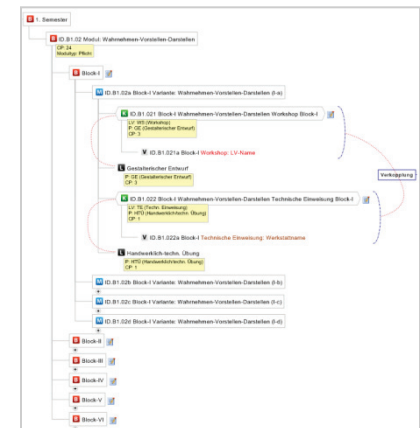 B 1. Semester
B ID.B1.02 Modul: Wahrnehmen-Vorstellen-Darstellen
CP: 24
Modultyp: Pflicht
B Block-I
M ID.B1.02a Block-I Variante: Wahrnehmen-Vorstellen-Darstellen (I-a)
K ID.B1.021 Block-I Wahrnehmen-Vorstellen-Darstellen Workshop Block-I
LV: WS (Workshop)
P: GE (Gestalterischer Entwurf)
CP: 3
V ID.B1.021a Block-I Workshop: LV-Name
L Gestalterischer Entwurf
P: GE (Gestalterischer Entwurf)
CP: 3
Verkopplung
K ID.B1.022 Block-I Wahrnehmen-Vorstellen-Darstellen Technische Einweisung Block-I
LV: TE (Techn. Einweisung)
P: HTÜ (Handwerklich/techn. Übung)
CP: 1
V ID.B1.022a Block-I Technische Einweisung: Werkstattname
L Handwerklich-techn. Übung
P: HTÜ (Handwerklich/techn. Übung)
CP: 1
M ID.B1.02b Block-I Variante: Wahrnehmen-Vorstellen-Darstellen (I-b)
M ID.B1.02c Block-I Variante: Wahrnehmen-Vorstellen-Darstellen (I-c)
M ID.B1.02d Block-I Variante: Wahrnehmen-Vorstellen-Darstellen (I-d)
B Block-II
B Block-III
B Block-IV
B Block-V
B Block-VI